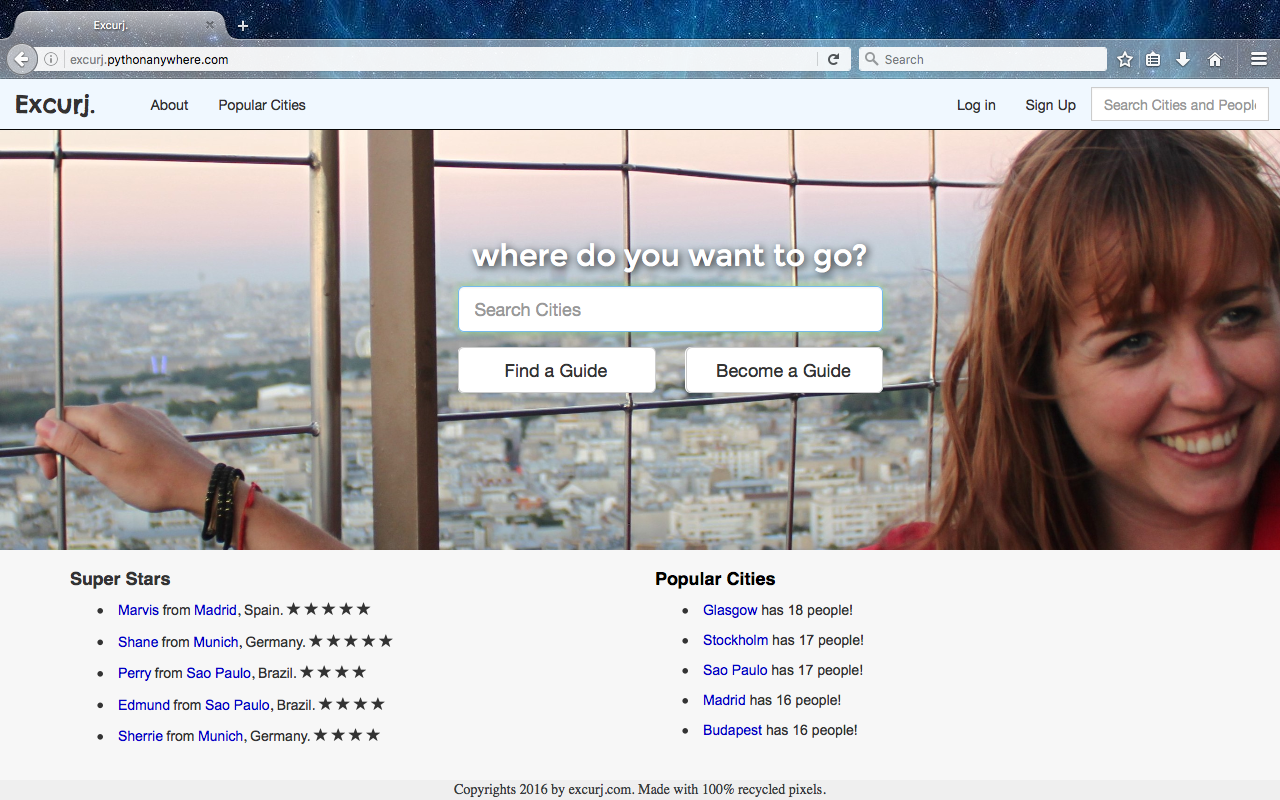 Excurj.
excurj.pythonanywhere.com
Search
Excurj.
About
Popular Cities
Log in
Sign Up
Search Cities and People
where do you want to go?
Search Cities
Find a Guide
Become a Guide
Super Stars
Marvis from Madrid, Spain. ★★★★★
Shane from Munich, Germany. ★★★★★
Perry from Sao Paulo, Brazil. ★★★★
Edmund from Sao Paulo, Brazil. ★★★★
Sherrie from Munich, Germany. ★★★★
Popular Cities
Glasgow has 18 people!
Stockholm has 17 people!
Sao Paulo has 17 people!
Madrid has 16 people!
Budapest has 16 people!
Copyrights 2016 by excurj.com. Made with 100% recycled pixels.